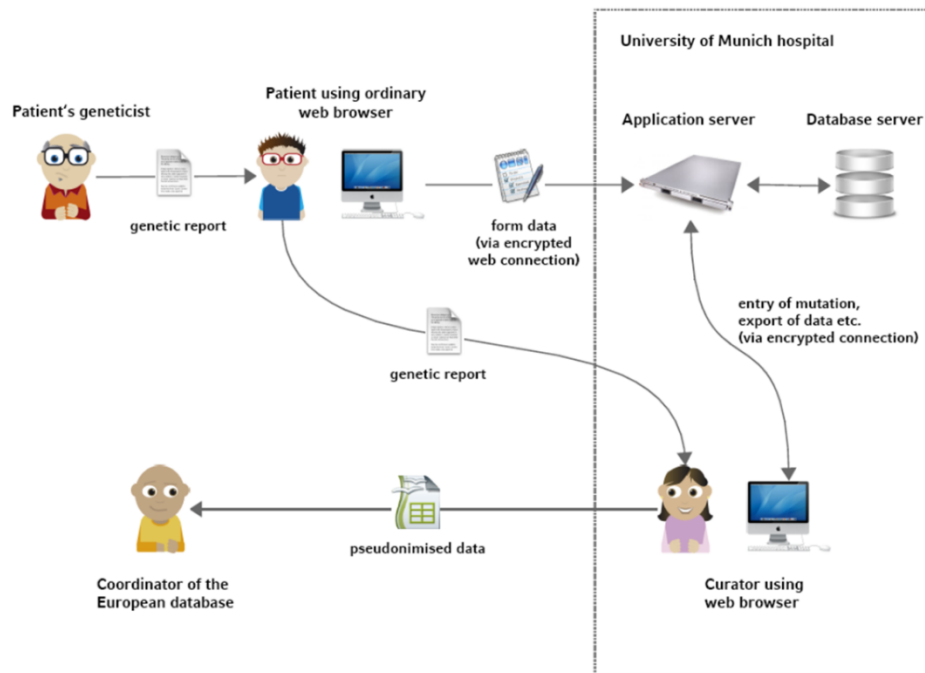 University of Munich hospital
Patient's geneticist
Patient using ordinary
web browser
Application server
Database server
genetic report
form data
(via encrypted
web connection)
entry of mutation,
export of data etc.
(via encrypted connection)
genetic report
pseudonimised data
Coordinator of the
European database
Curator using
web browser